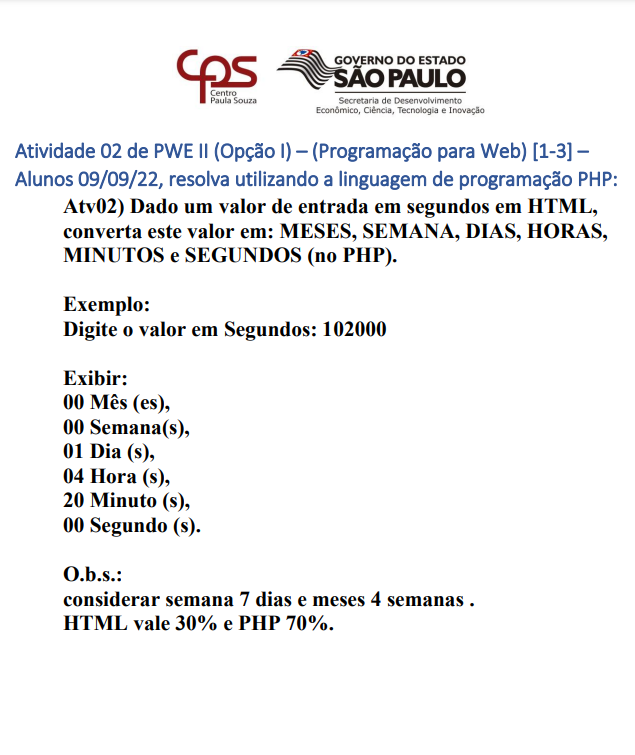 CPS
Centro
Paula Souza
GOVERNO DO ESTADO
SÃO PAULO
Secretaria de Desenvolvimento
Econômico, Ciência, Tecnologia e Inovação
Atividade 02 de PWE II (Opção I) – (Programação para Web) [1-3] –
Alunos 09/09/22, resolva utilizando a linguagem de programação PHP:
Atv02) Dado um valor de entrada em segundos em HTML,
converta este valor em: MESES, SEMANA, DIAS, HORAS,
MINUTOS e SEGUNDOS (no PHP).
Exemplo:
Digite o valor em Segundos: 102000
Exibir:
00 Mês (es),
00 Semana(s),
01 Dia (s),
04 Hora (s),
20 Minuto (s),
00 Segundo (s).
O.b.s.:
considerar semana 7 dias e meses 4 semanas .
HTML vale 30% e PHP 70%.